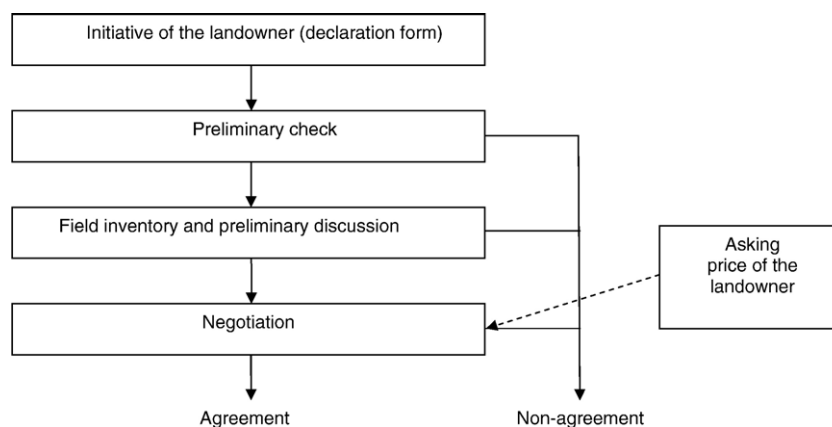 Initiative of the landowner (declaration form)
Preliminary check
Field inventory and preliminary discussion
Asking
price of the
landowner
Negotiation
Agreement
Non-agreement